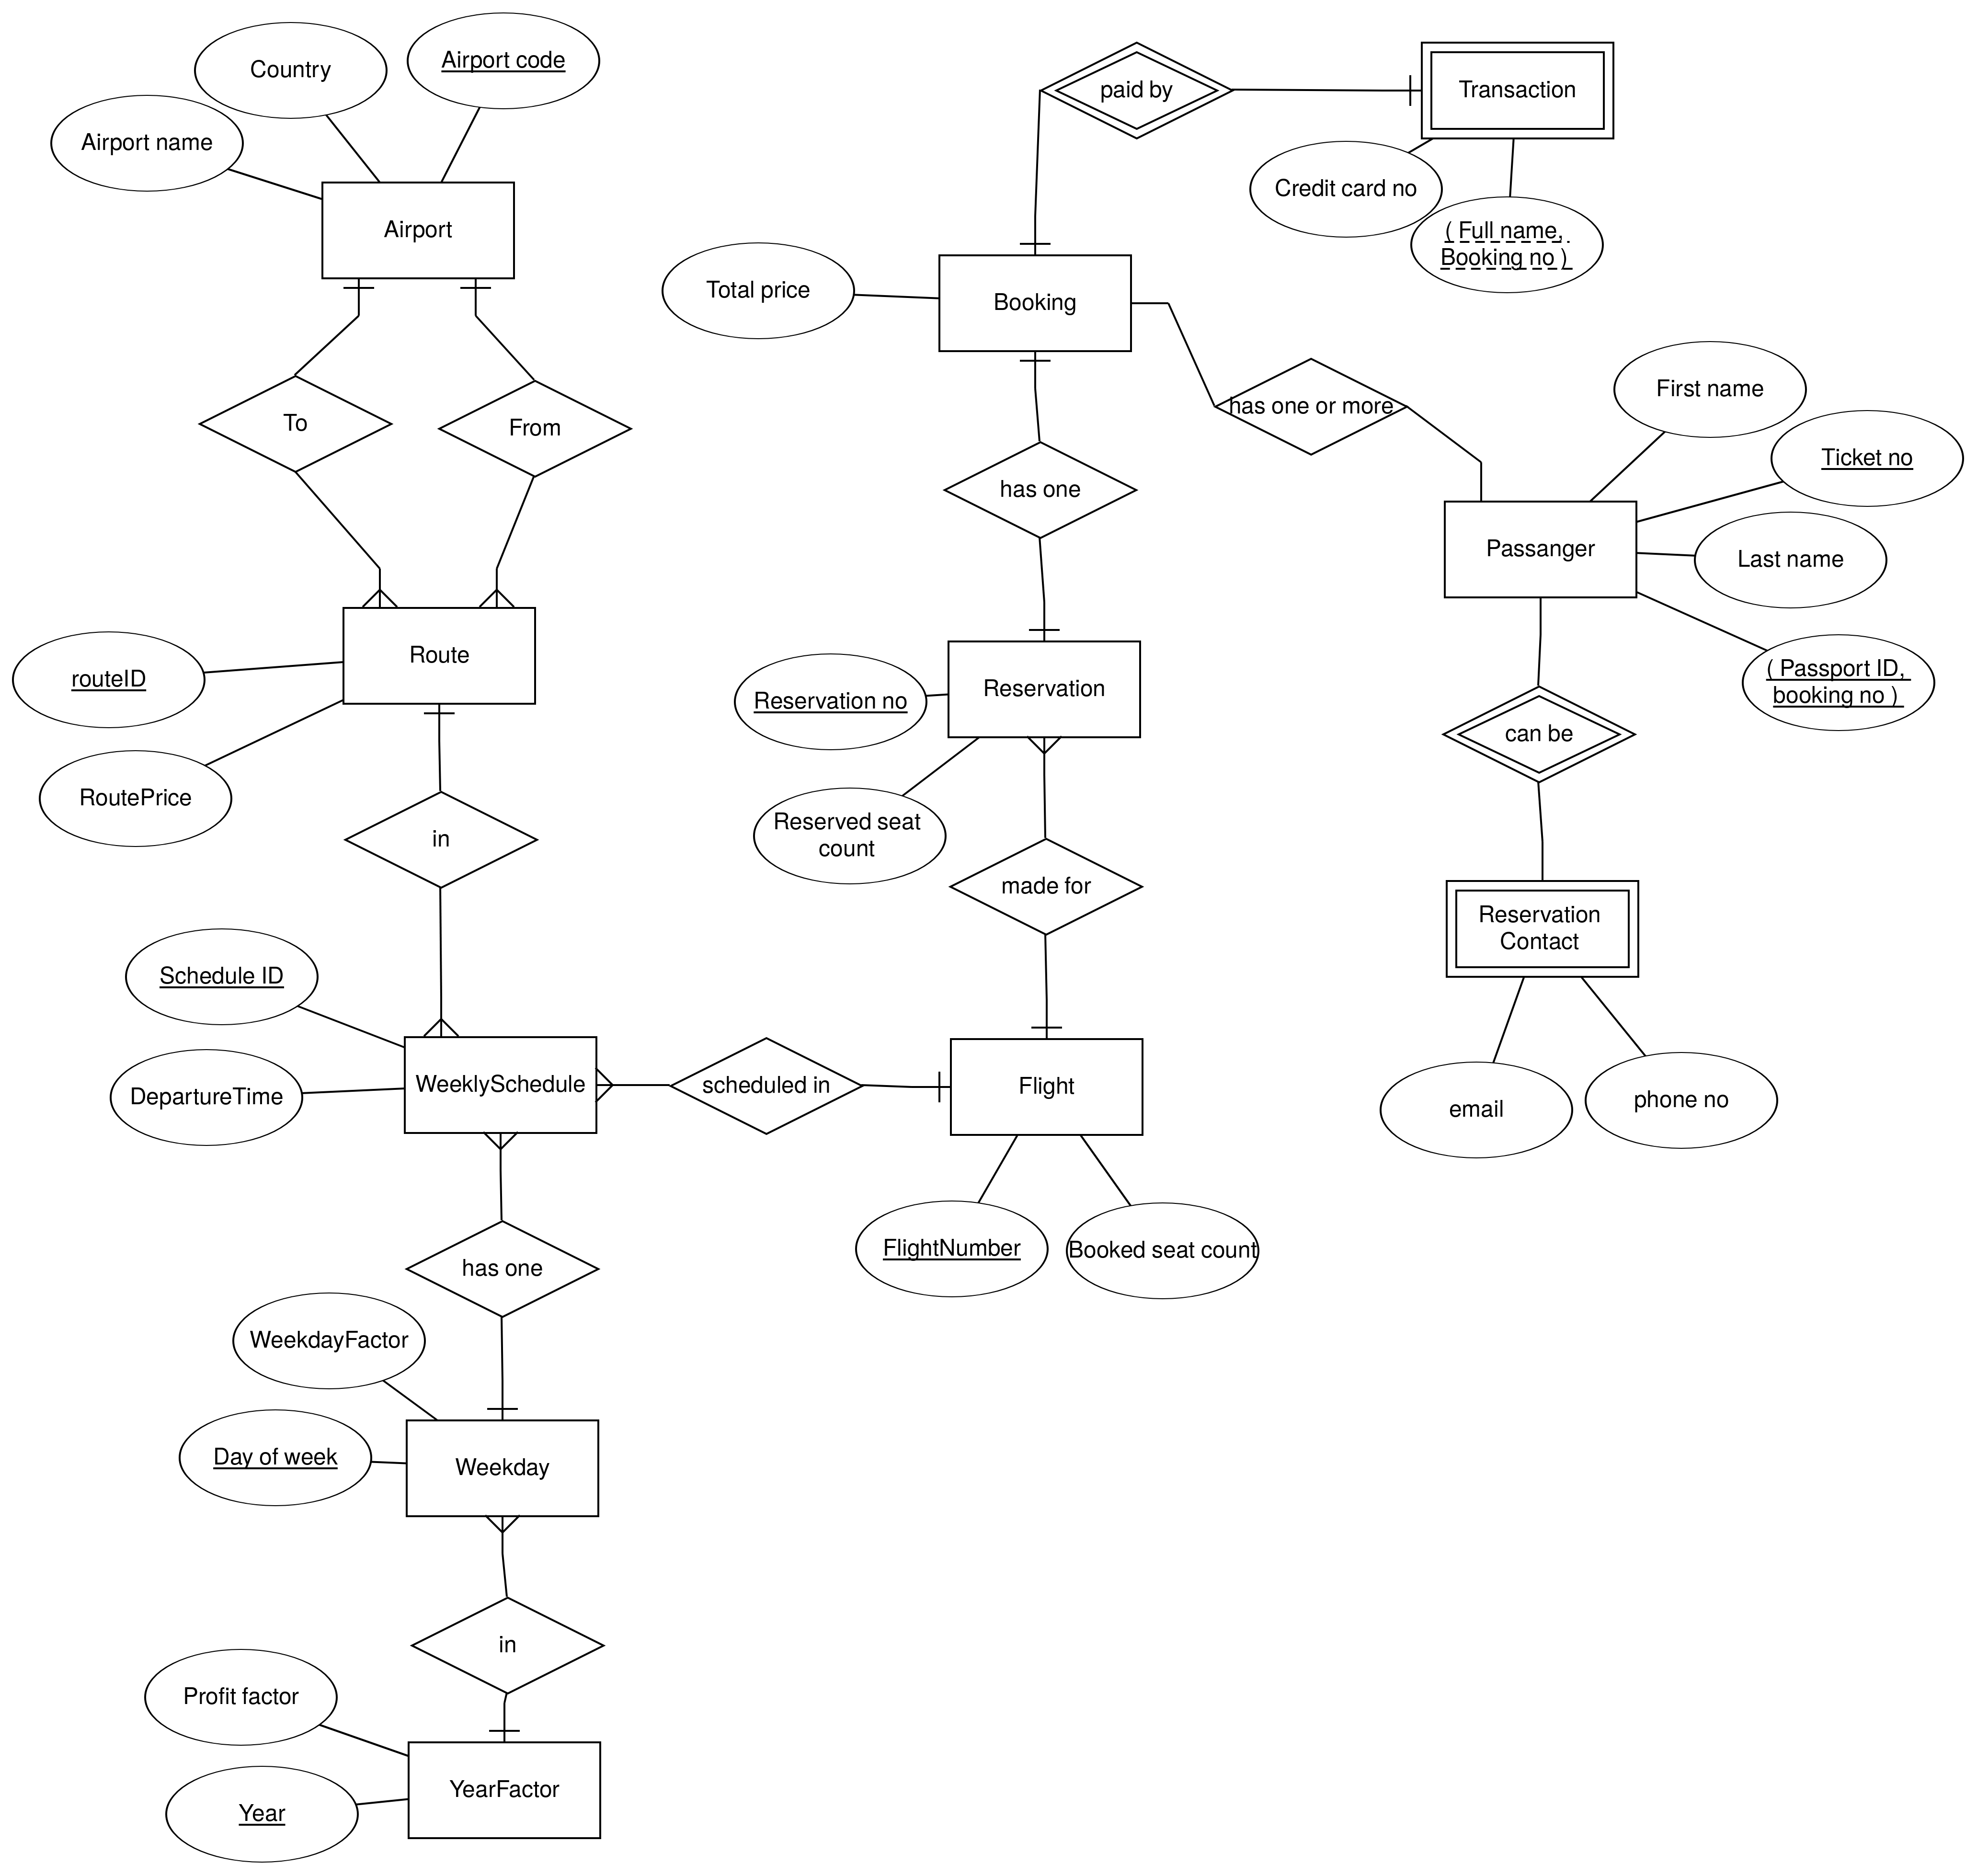 Country
Airport code
Airport name
Airport
To
From
Route
routeID
RoutePrice
in
Schedule ID
DepartureTime
WeeklySchedule
scheduled in
has one
WeekdayFactor
Day of week
Weekday
in
Profit factor
Year
YearFactor
paid by
Transaction
Credit card no
( Full name,
Booking no )
Total price
Booking
has one or more
has one
Reservation no
Reservation
Reserved seat
count
made for
Flight
FlightNumber
Booked seat count
First name
Ticket no
Passanger
Last name
( Passport ID,
booking no )
can be
Reservation
Contact
email
phone no